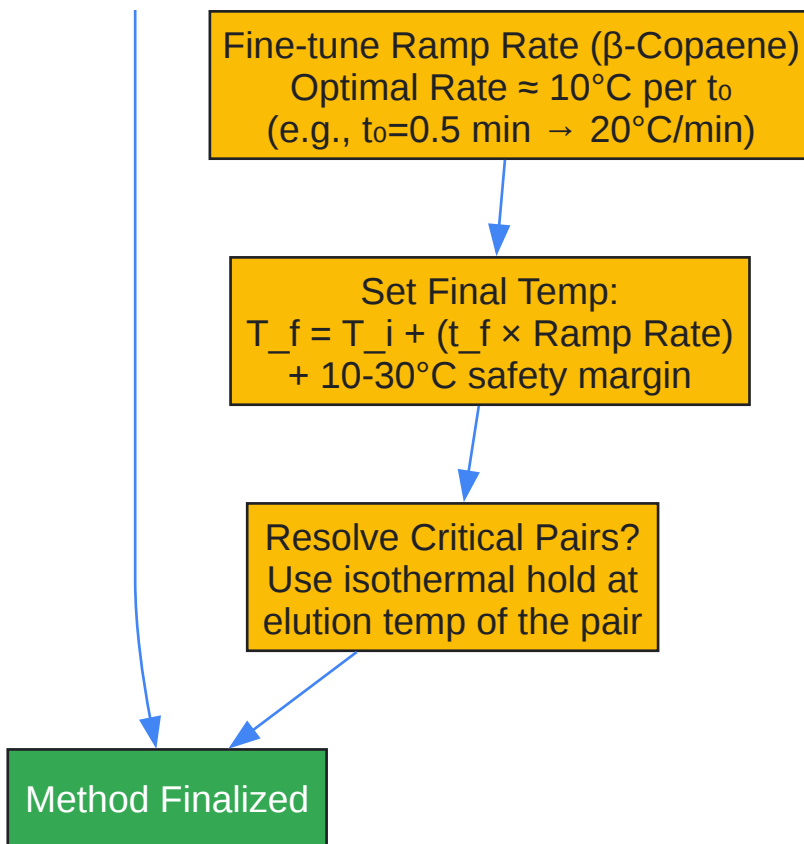 Fine-tune Ramp Rate (β-Copaene)
Optimal Rate ≈ 10°C per t₀
(e.g., t₀=0.5 min → 20°C/min)
Set Final Temp:
T_f = T_i + (t_f × Ramp Rate)
+ 10-30°C safety margin
Resolve Critical Pairs?
Use isothermal hold at
elution temp of the pair
Method Finalized